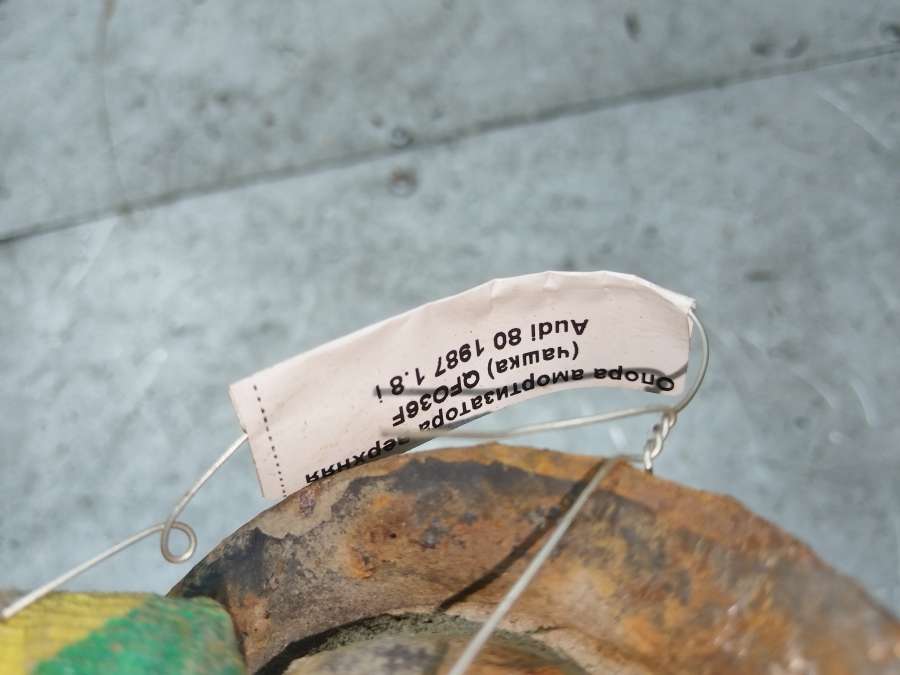 Опора амортизатора верхняя
(чашка) QFO36F
Audi 80 1987 1.8 i